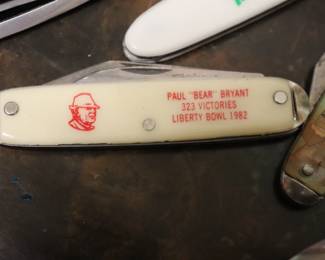 PAUL "BEAR" BRYANT
323 VICTORIES
LIBERTY BOWL 1982